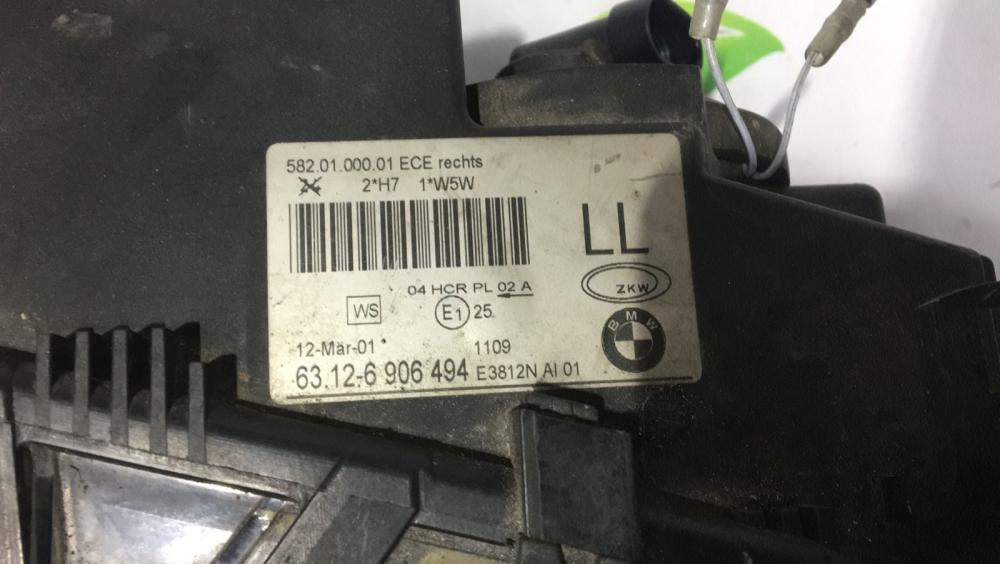 582.01.000.01 ECE rechts
2*H7 1*W5W
LL
04 HCR PL 02 A
ZKW
WS E1 25
BMW
12-Mär-01* 1109
63.12-6 906 494 E3812N AI 01